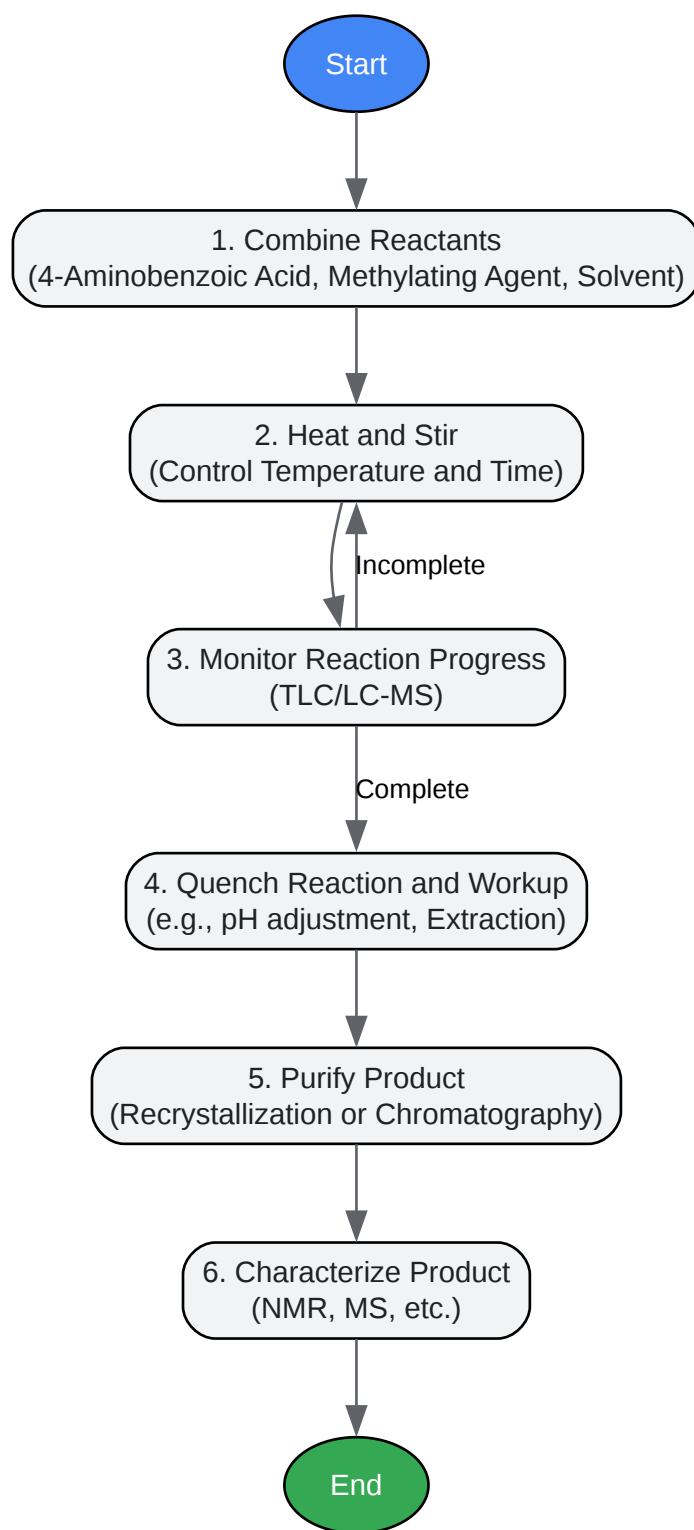 Start
1. Combine Reactants
(4-Aminobenzoic Acid, Methylating Agent, Solvent)
2. Heat and Stir
(Control Temperature and Time)
Incomplete
3. Monitor Reaction Progress
(TLC/LC-MS)
Complete
4. Quench Reaction and Workup
(e.g., pH adjustment, Extraction)
5. Purify Product
(Recrystallization or Chromatography)
6. Characterize Product
(NMR, MS, etc.)
End